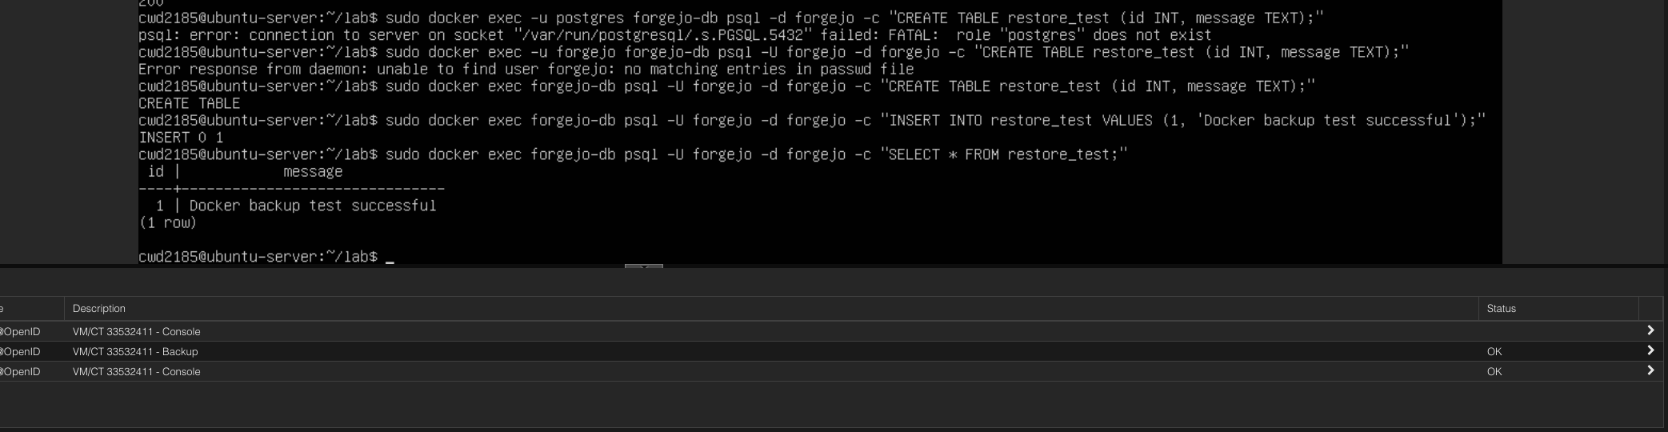 200
cwd2185@ubuntu-server:~/lab$ sudo docker exec -u postgres forgejo-db psql -d forgejo -c "CREATE TABLE restore_test (id INT, message TEXT);"
psql: error: connection to server on socket "/var/run/postgresql/.s.PGSQL.5432" failed: FATAL:  role "postgres" does not exist
cwd2185@ubuntu-server:~/lab$ sudo docker exec -u forgejo forgejo-db psql -U forgejo -d forgejo -c "CREATE TABLE restore_test (id INT, message TEXT);"
Error response from daemon: unable to find user forgejo: no matching entries in passwd file
cwd2185@ubuntu-server:~/lab$ sudo docker exec forgejo-db psql -U forgejo -d forgejo -c "CREATE TABLE restore_test (id INT, message TEXT);"
CREATE TABLE
cwd2185@ubuntu-server:~/lab$ sudo docker exec forgejo-db psql -U forgejo -d forgejo -c "INSERT INTO restore_test VALUES (1, 'Docker backup test successful');"
INSERT 0 1
cwd2185@ubuntu-server:~/lab$ sudo docker exec forgejo-db psql -U forgejo -d forgejo -c "SELECT * FROM restore_test;"
 id |            message
----+-------------------------------
  1 | Docker backup test successful
(1 row)
cwd2185@ubuntu-server:~/lab$ _
e Description Status
@OpenID VM/CT 33532411 - Console
@OpenID VM/CT 33532411 - Backup OK
@OpenID VM/CT 33532411 - Console OK